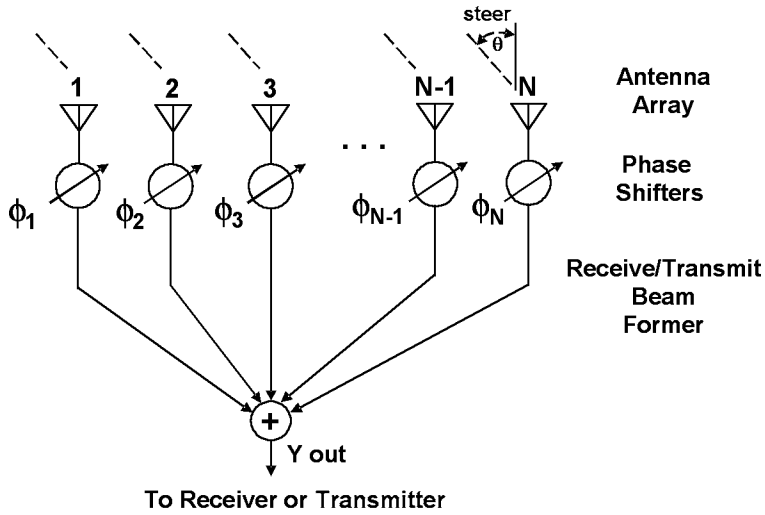 steer
θ
1 2 3 N-1 N
Antenna
Array
. . .
Phase
Shifters
ϕ1 ϕ2 ϕ3 ϕN-1 ϕN
Receive/Transmit
Beam
Former
+
Y out
To Receiver or Transmitter